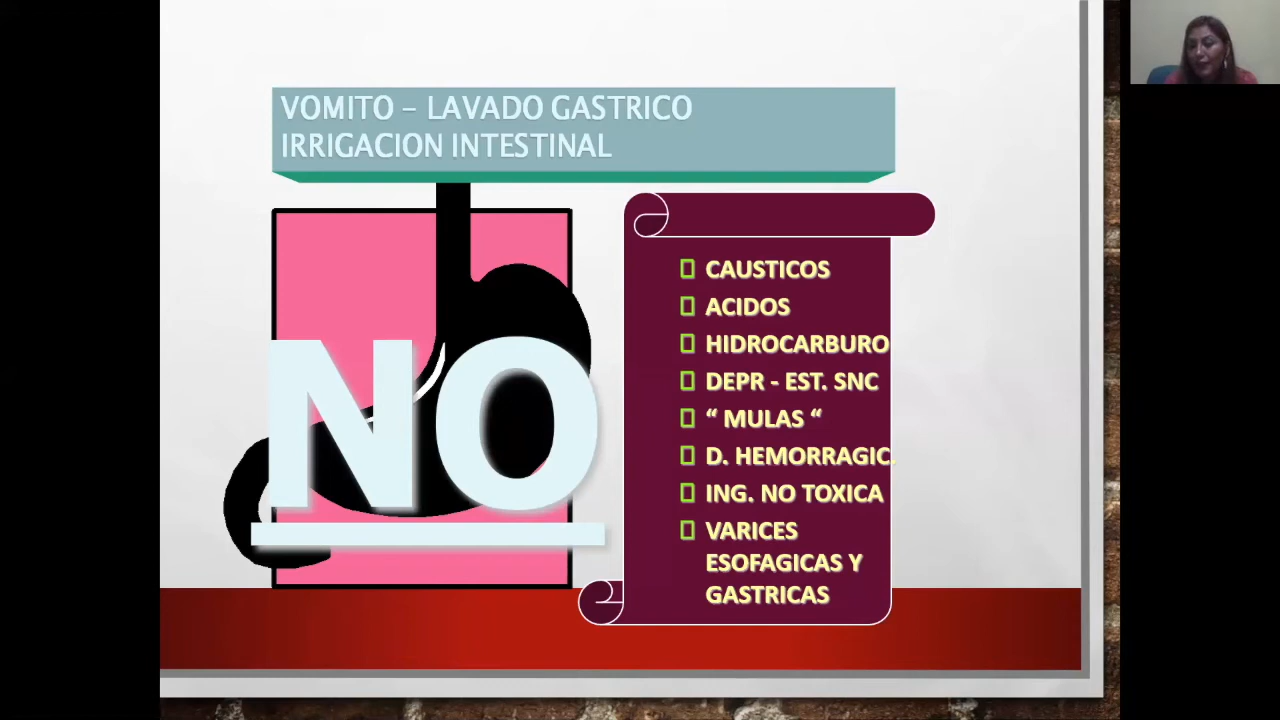 VOMITO - LAVADO GASTRICO
IRRIGACION INTESTINAL
NO
CAUSTICOS
ACIDOS
HIDROCARBURO
DEPR - EST. SNC
“ MULAS “
D. HEMORRAGIC.
ING. NO TOXICA
VARICES
ESOFAGICAS Y
GASTRICAS